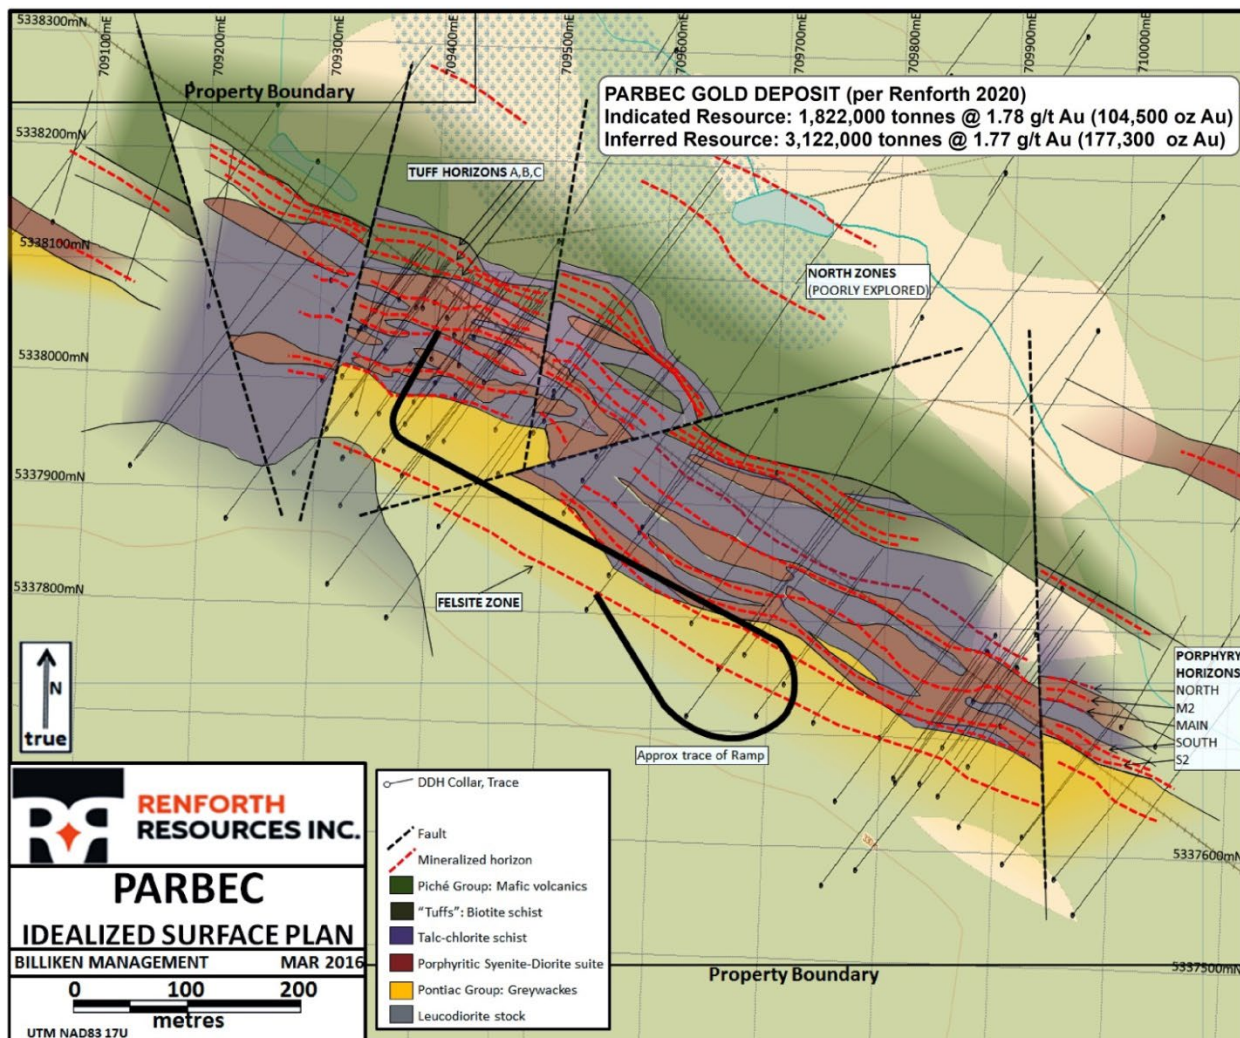 5338300mN
709100mE
709200mE
709300mE
709400mE
709500mE
709600mE
709700mE
709800mE
709900mE
710000mE
Property Boundary
PARBEC GOLD DEPOSIT (per Renforth 2020)
Indicated Resource: 1,822,000 tonnes @ 1.78 g/t Au (104,500 oz Au)
Inferred Resource: 3,122,000 tonnes @ 1.77 g/t Au (177,300 oz Au)
5338200mN
TUFF HORIZONS A,B,C
5338100mN
NORTH ZONES
(POORLY EXPLORED)
5338000mN
5337900mN
5337800mN
FELSITE ZONE
PORPHYRY
HORIZONS
NORTH
M2
MAIN
SOUTH
S2
N
true
Approx trace of Ramp
5337600mN
5337500mN
Property Boundary
RENFORTH
RESOURCES INC.
PARBEC
IDEALIZED SURFACE PLAN
BILLIKEN MANAGEMENT MAR 2016
0 100 200
metres
UTM NAD83 17U
DDH Collar, Trace
Fault
Mineralized horizon
Piché Group: Mafic volcanics
"Tuffs": Biotite schist
Talc-chlorite schist
Porphyritic Syenite-Diorite suite
Pontiac Group: Greywackes
Leucodiorite stock